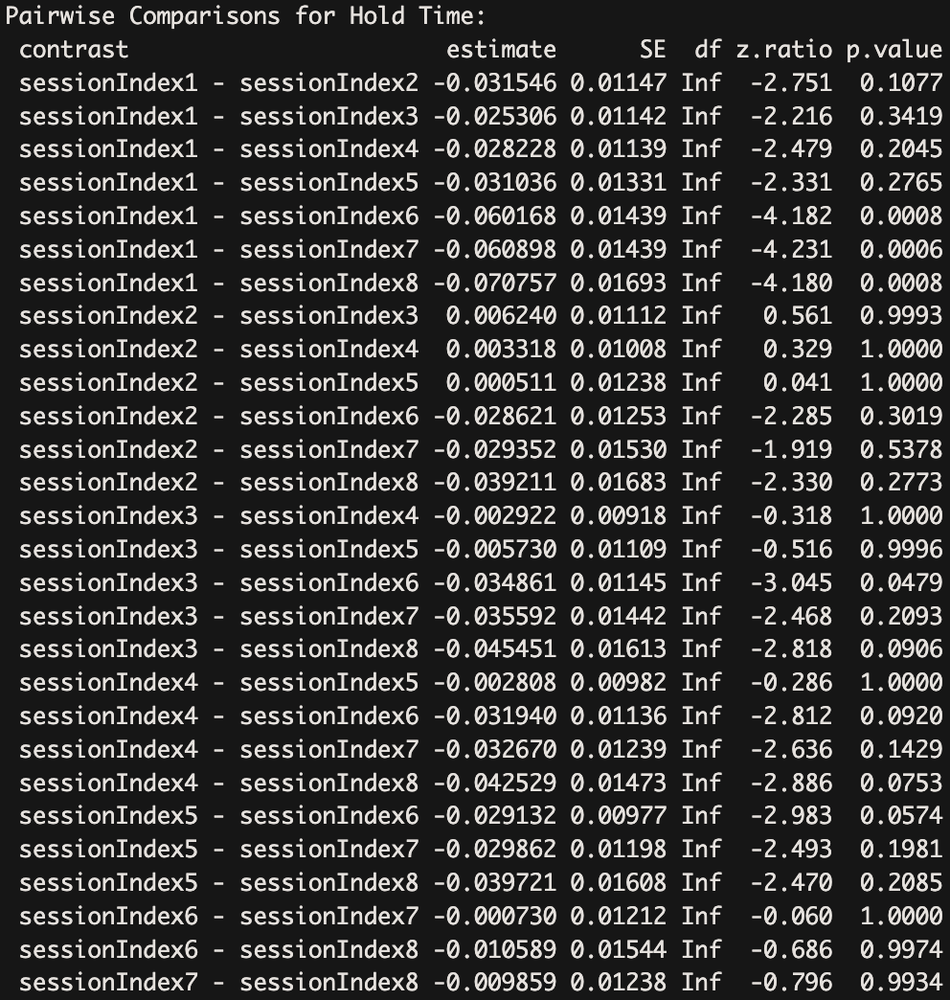 Pairwise Comparisons for Hold Time:
contrast estimate SE df z.ratio p.value
sessionIndex1 - sessionIndex2 -0.031546 0.01147 Inf -2.751 0.1077
sessionIndex1 - sessionIndex3 -0.025306 0.01142 Inf -2.216 0.3419
sessionIndex1 - sessionIndex4 -0.028228 0.01139 Inf -2.479 0.2045
sessionIndex1 - sessionIndex5 -0.031036 0.01331 Inf -2.331 0.2765
sessionIndex1 - sessionIndex6 -0.060168 0.01439 Inf -4.182 0.0008
sessionIndex1 - sessionIndex7 -0.060898 0.01439 Inf -4.231 0.0006
sessionIndex1 - sessionIndex8 -0.070757 0.01693 Inf -4.180 0.0008
sessionIndex2 - sessionIndex3 0.006240 0.01112 Inf 0.561 0.9993
sessionIndex2 - sessionIndex4 0.003318 0.01008 Inf 0.329 1.0000
sessionIndex2 - sessionIndex5 0.000511 0.01238 Inf 0.041 1.0000
sessionIndex2 - sessionIndex6 -0.028621 0.01253 Inf -2.285 0.3019
sessionIndex2 - sessionIndex7 -0.029352 0.01530 Inf -1.919 0.5378
sessionIndex2 - sessionIndex8 -0.039211 0.01683 Inf -2.330 0.2773
sessionIndex3 - sessionIndex4 -0.002922 0.00918 Inf -0.318 1.0000
sessionIndex3 - sessionIndex5 -0.005730 0.01109 Inf -0.516 0.9996
sessionIndex3 - sessionIndex6 -0.034861 0.01145 Inf -3.045 0.0479
sessionIndex3 - sessionIndex7 -0.035592 0.01442 Inf -2.468 0.2093
sessionIndex3 - sessionIndex8 -0.045451 0.01613 Inf -2.818 0.0906
sessionIndex4 - sessionIndex5 -0.002808 0.00982 Inf -0.286 1.0000
sessionIndex4 - sessionIndex6 -0.031940 0.01136 Inf -2.812 0.0920
sessionIndex4 - sessionIndex7 -0.032670 0.01239 Inf -2.636 0.1429
sessionIndex4 - sessionIndex8 -0.042529 0.01473 Inf -2.886 0.0753
sessionIndex5 - sessionIndex6 -0.029132 0.00977 Inf -2.983 0.0574
sessionIndex5 - sessionIndex7 -0.029862 0.01198 Inf -2.493 0.1981
sessionIndex5 - sessionIndex8 -0.039721 0.01608 Inf -2.470 0.2085
sessionIndex6 - sessionIndex7 -0.000730 0.01212 Inf -0.060 1.0000
sessionIndex6 - sessionIndex8 -0.010589 0.01544 Inf -0.686 0.9974
sessionIndex7 - sessionIndex8 -0.009859 0.01238 Inf -0.796 0.9934